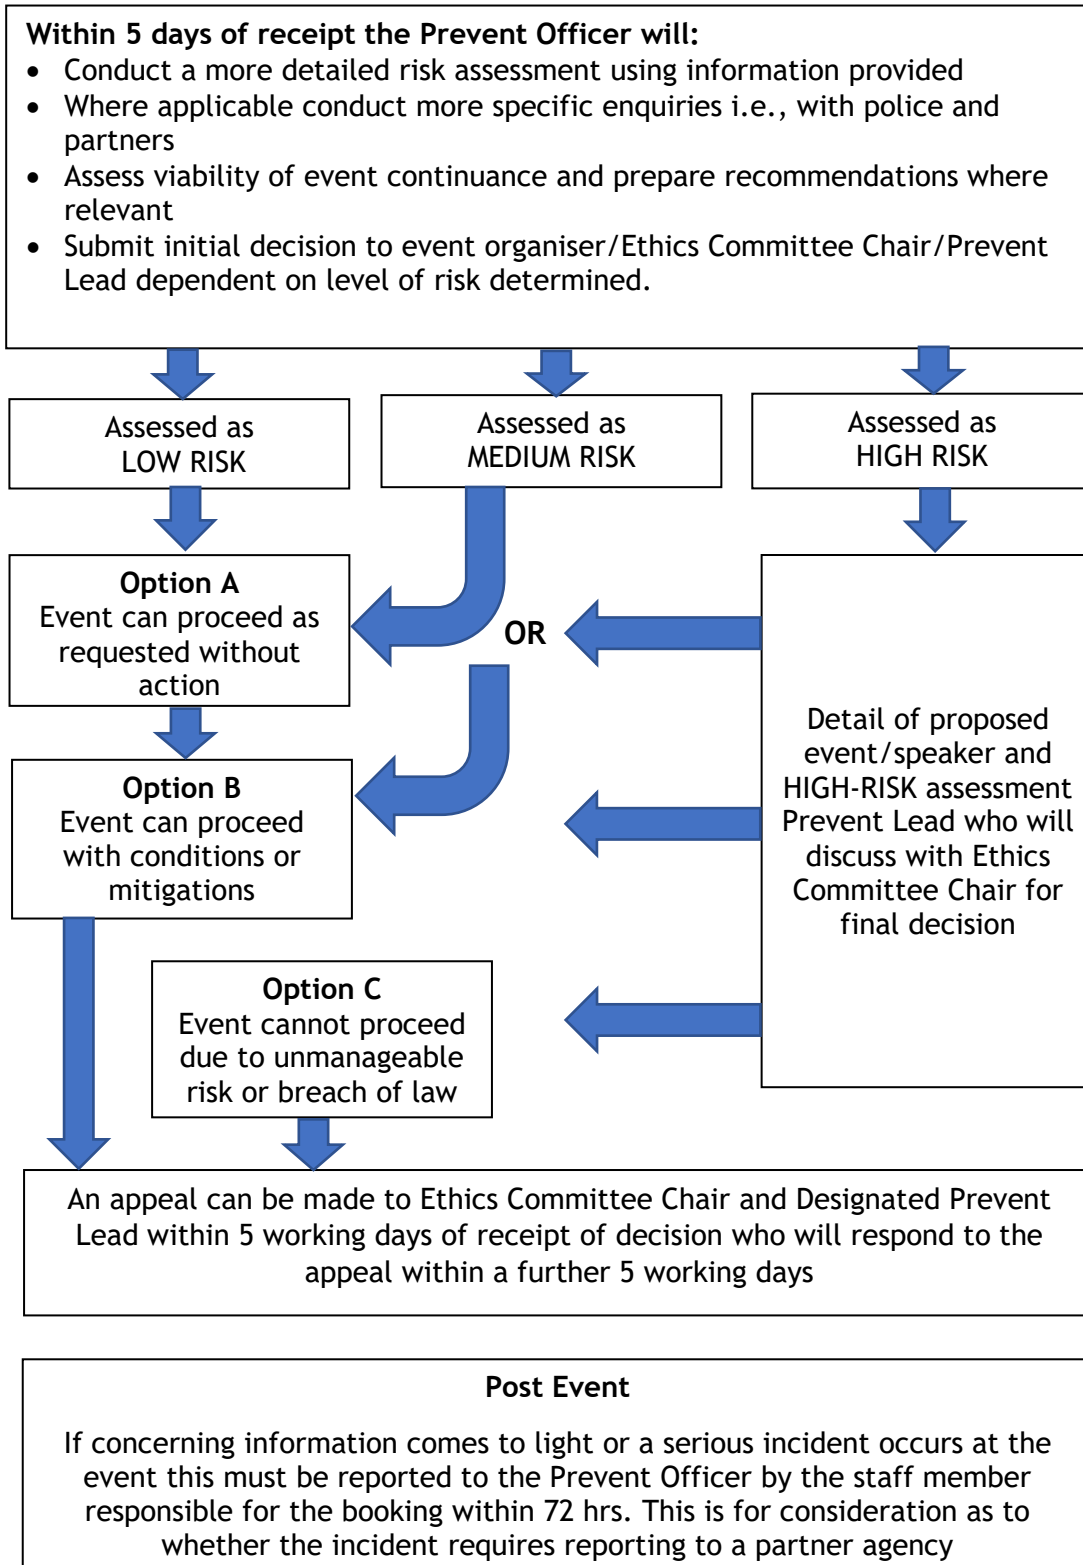 Within 5 days of receipt the Prevent Officer will:
• Conduct a more detailed risk assessment using information provided
• Where applicable conduct more specific enquiries i.e., with police and
partners
• Assess viability of event continuance and prepare recommendations where
relevant
• Submit initial decision to event organiser/Ethics Committee Chair/Prevent
Lead dependent on level of risk determined.
Assessed as
LOW RISK
Assessed as
MEDIUM RISK
Assessed as
HIGH RISK
Option A
Event can proceed as
requested without
action
OR
Option B
Event can proceed
with conditions or
mitigations
Detail of proposed
event/speaker and
HIGH-RISK assessment
Prevent Lead who will
discuss with Ethics
Committee Chair for
final decision
Option C
Event cannot proceed
due to unmanageable
risk or breach of law
An appeal can be made to Ethics Committee Chair and Designated Prevent
Lead within 5 working days of receipt of decision who will respond to the
appeal within a further 5 working days
Post Event
If concerning information comes to light or a serious incident occurs at the
event this must be reported to the Prevent Officer by the staff member
responsible for the booking within 72 hrs. This is for consideration as to
whether the incident requires reporting to a partner agency